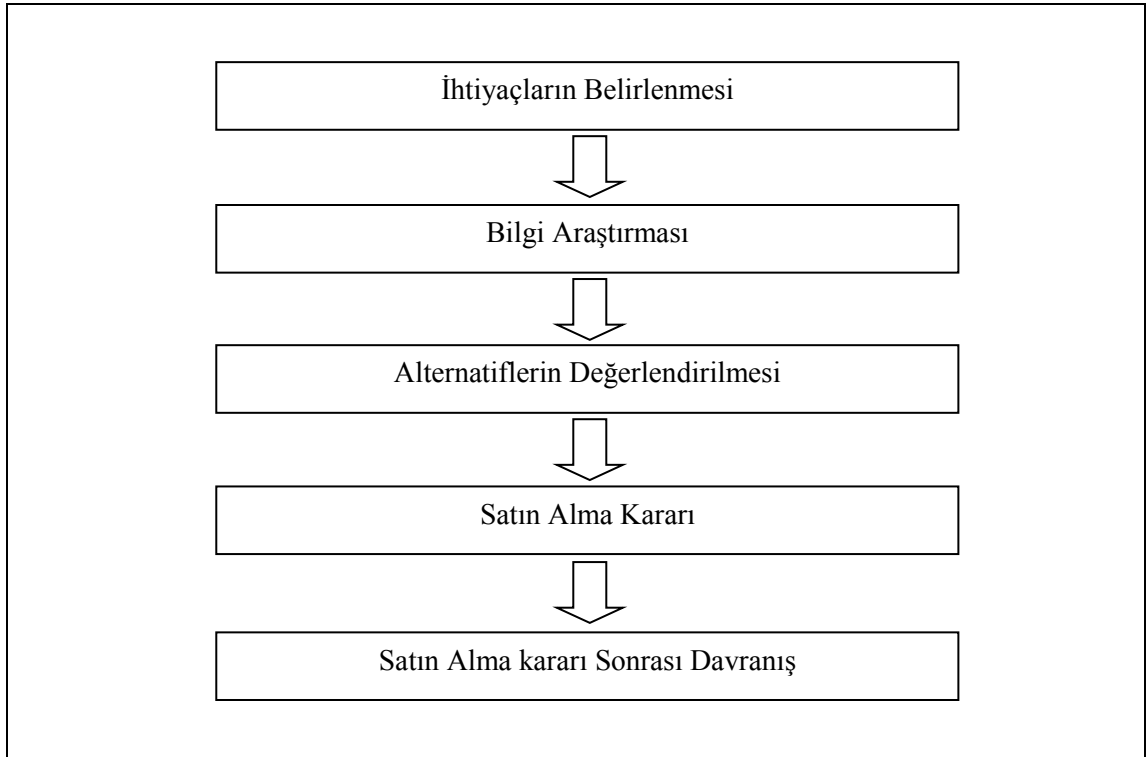 İhtiyaçların Belirlenmesi
Bilgi Araştırması
Alternatiflerin Değerlendirilmesi
Satın Alma Kararı
Satın Alma kararı Sonrası Davranış